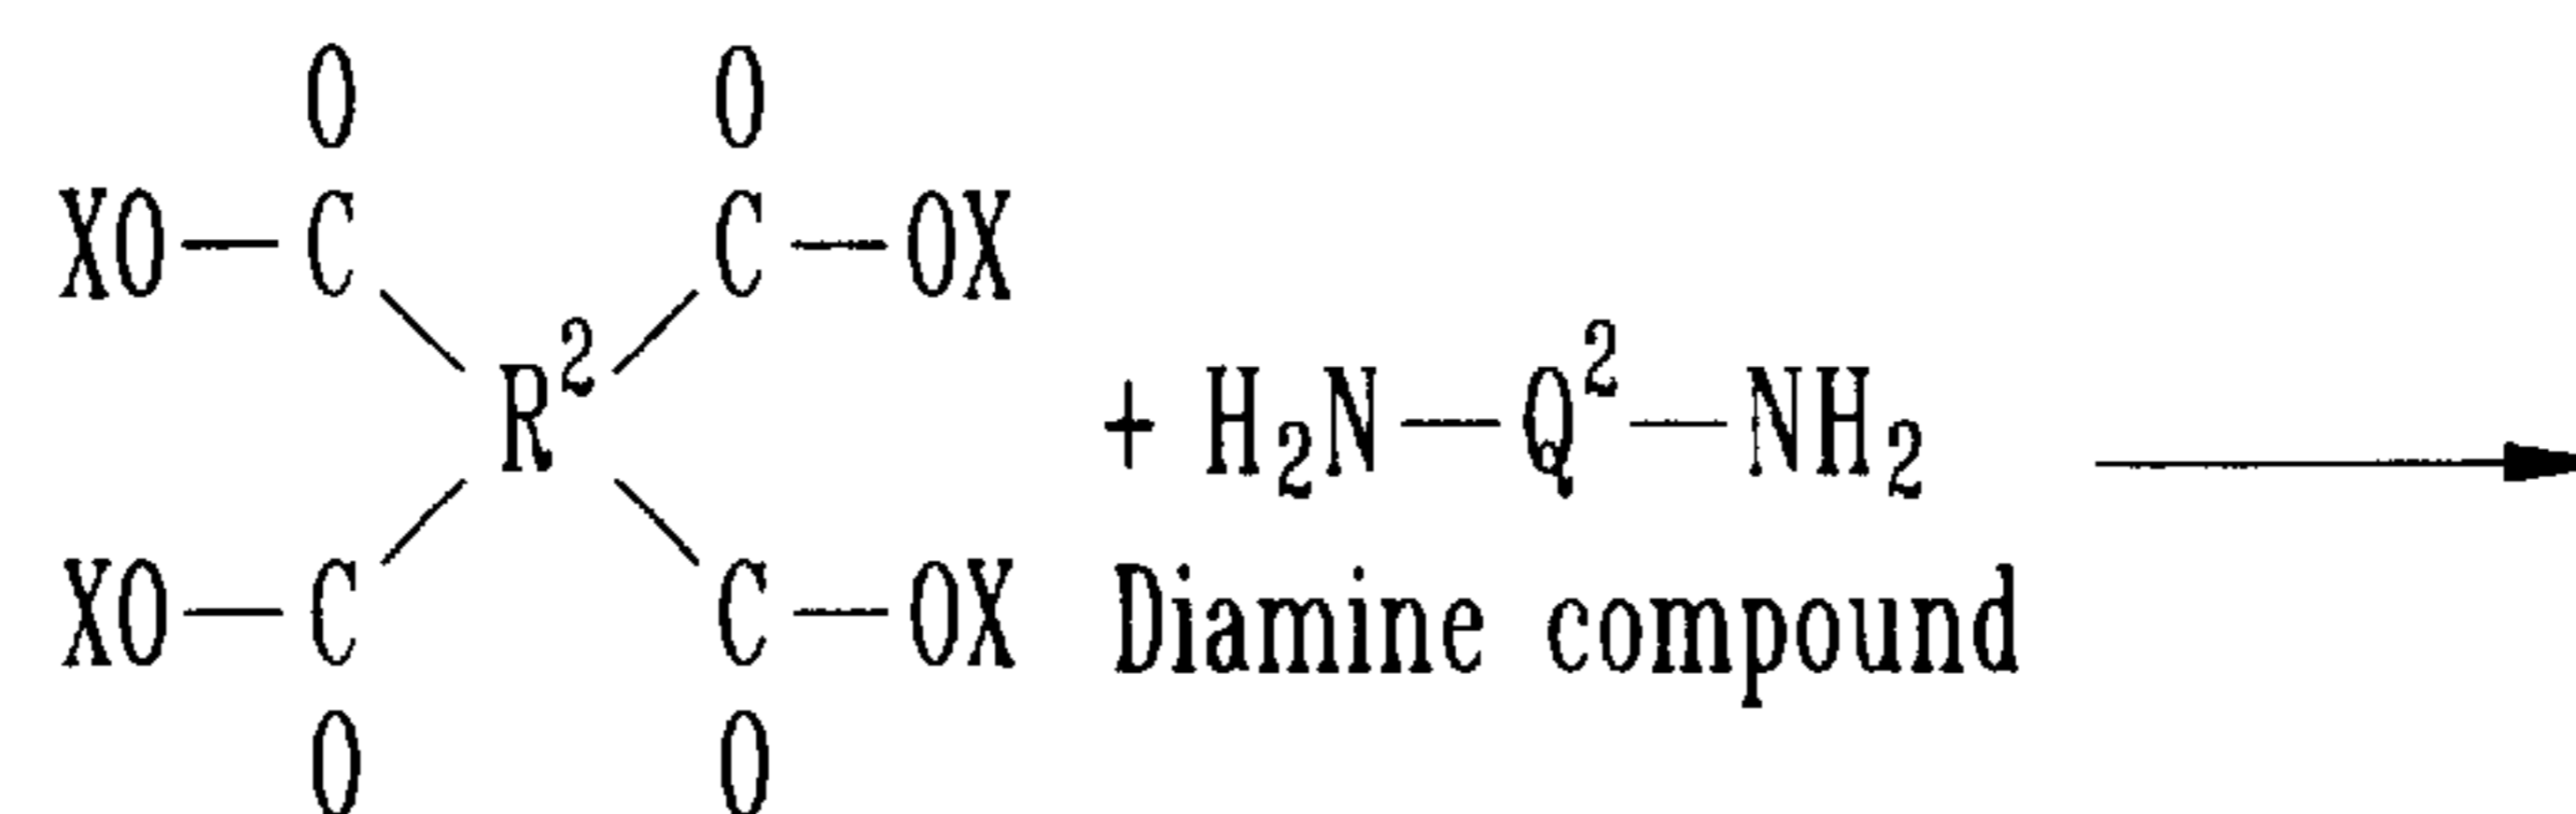 O O
XO—C C—OX
R² + H₂N—Q²—NH₂
XO—C C—OX Diamine compound
O O